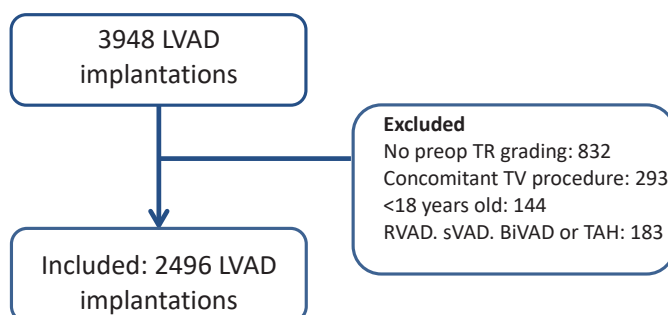 3948 LVAD
implantations
Excluded
No preop TR grading: 832
Concomitant TV procedure: 293
<18 years old: 144
RVAD. sVAD. BiVAD or TAH: 183
Included: 2496 LVAD
implantations